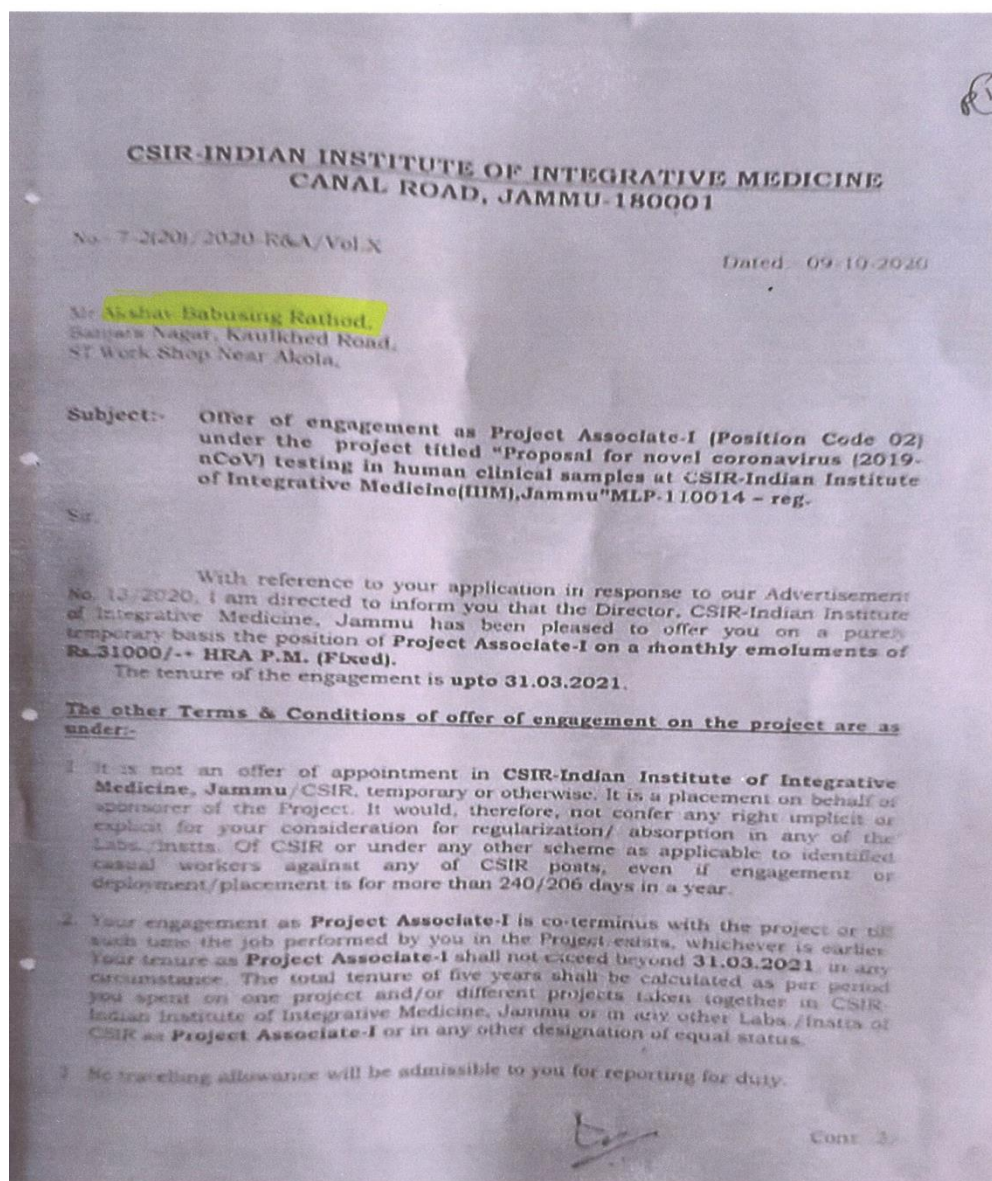 CSIR-INDIAN INSTITUTE OF INTEGRATIVE MEDICINE
CANAL ROAD, JAMMU-180001
No - 7-2(20)/2020-R&A/Vol.X
Dated - 09-10-2020
Mr Akshay Babusing Rathod,
Nagar, Kaulkhed Road,
ST Work Shop Near Akola,
Subject:- Offer of engagement as Project Associate-I (Position Code 02)
under the project titled "Proposal for novel coronavirus (2019-
nCoV) testing in human clinical samples at CSIR-Indian Institute
of Integrative Medicine(IIIM),Jammu"MLP-110014 – reg.
Sir,
With reference to your application in response to our Advertisement
No. 13/2020, I am directed to inform you that the Director, CSIR-Indian Institute
of Integrative Medicine, Jammu has been pleased to offer you on a purely
temporary basis the position of Project Associate-I on a monthly emoluments of
Rs.31000/-+ HRA P.M. (Fixed).
The tenure of the engagement is upto 31.03.2021.
The other Terms & Conditions of offer of engagement on the project are as
under:-
1 It is not an offer of appointment in CSIR-Indian Institute of Integrative
Medicine, Jammu/CSIR, temporary or otherwise. It is a placement on behalf of
sponsorer of the Project. It would, therefore, not confer any right implicit or
explicit for your consideration for regularization/ absorption in any of the
Labs./Instts. Of CSIR or under any other scheme as applicable to identified
casual workers against any of CSIR posts, even if engagement or
deployment/placement is for more than 240/206 days in a year.
2. Your engagement as Project Associate-I is co-terminus with the project or till
such time the job performed by you in the Project exists, whichever is earlier
Your tenure as Project Associate-I shall not exceed beyond 31.03.2021 in any
circumstance. The total tenure of five years shall be calculated as per period
you spent on one project and/or different projects taken together in CSIR-
Indian Institute of Integrative Medicine, Jammu or in any other Labs./Instts of
CSIR as Project Associate-I or in any other designation of equal status.
3 No traveling allowance will be admissible to you for reporting for duty.
Cont 2